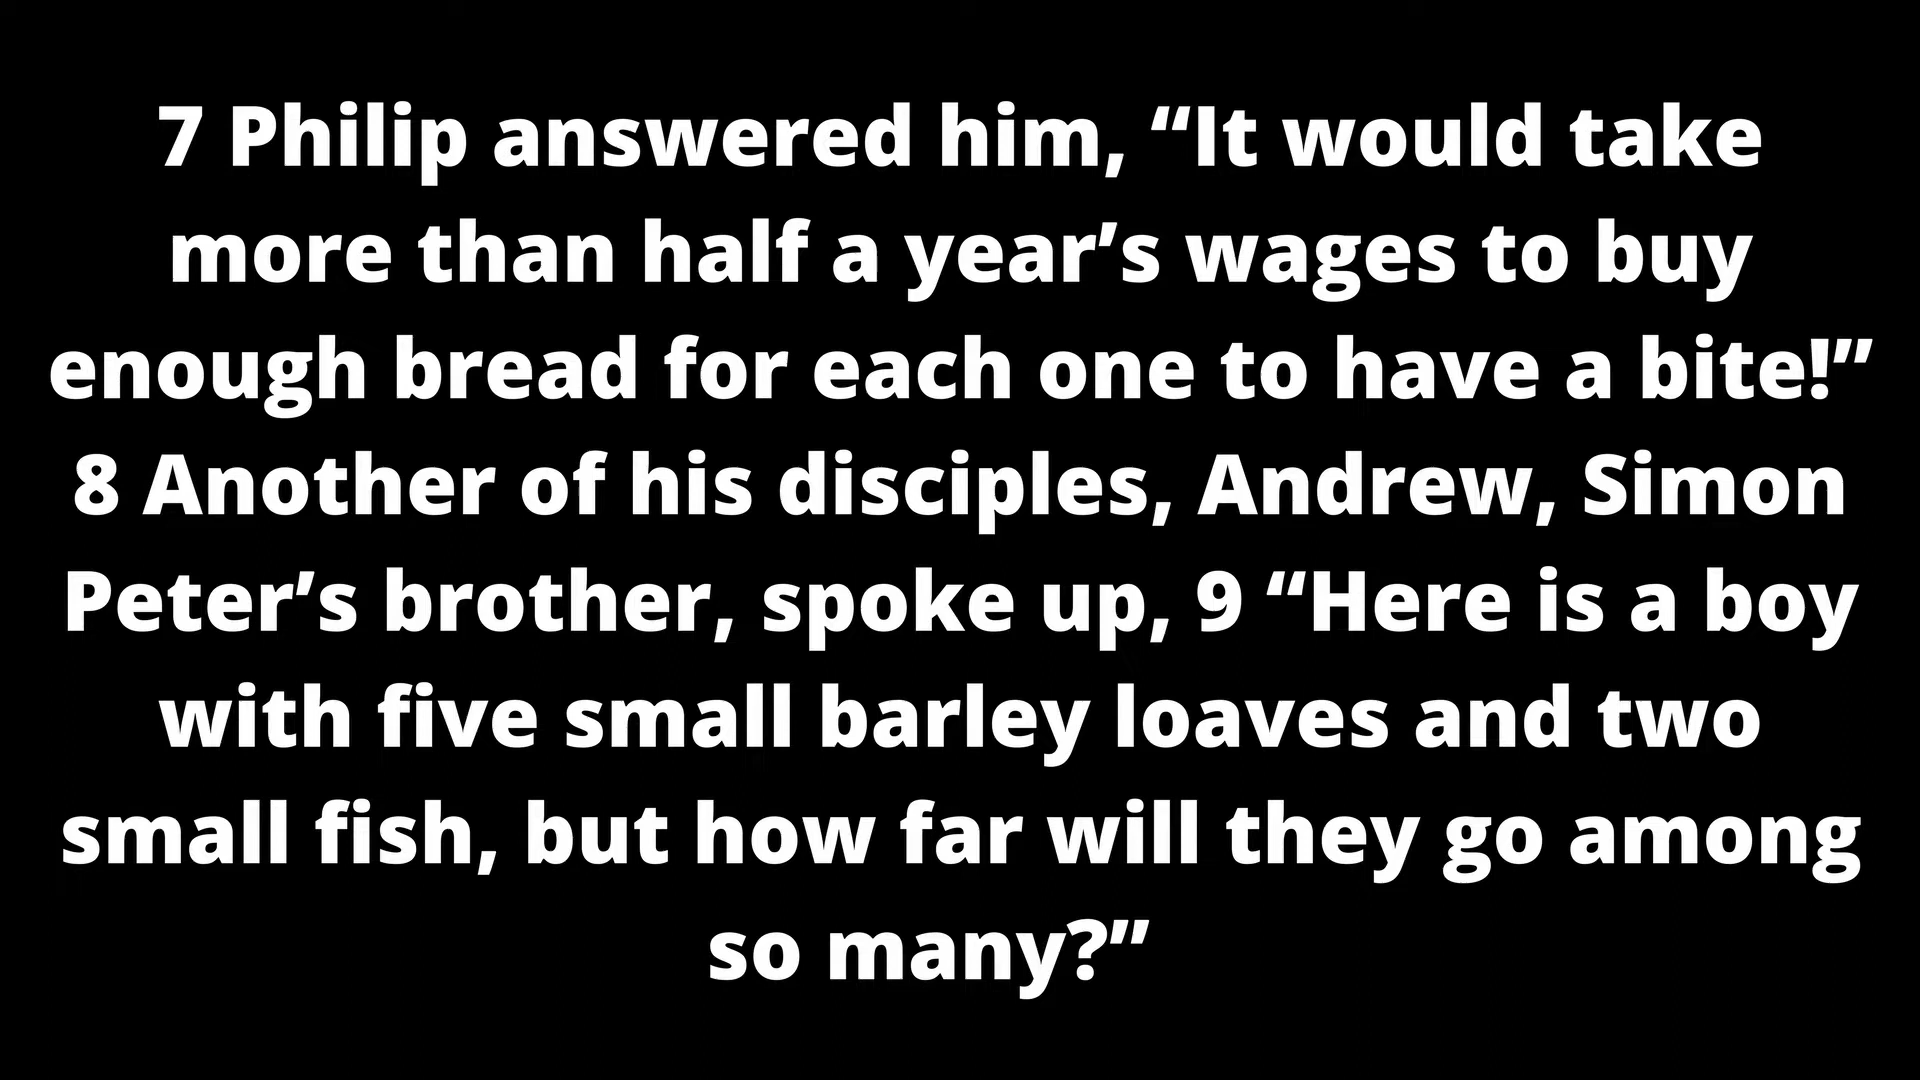 7 Philip answered him, “It would take
more than half a year’s wages to buy
enough bread for each one to have a bite!”
8 Another of his disciples, Andrew, Simon
Peter’s brother, spoke up, 9 “Here is a boy
with five small barley loaves and two
small fish, but how far will they go among
so many?”